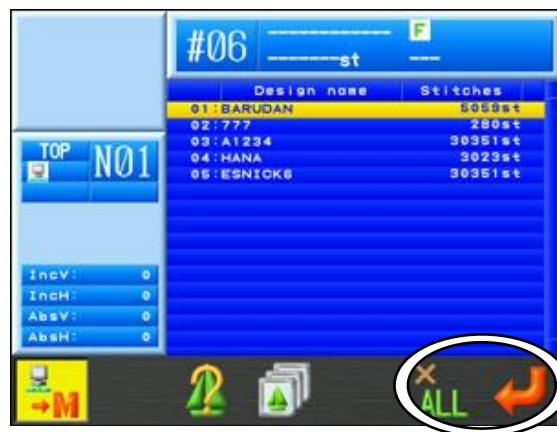 #06 ------------ F
-------st ---
Design name Stitches
01:BARUDAN 5059st
02:777 280st
03:A1234 30351st
04:HANA 3023st
05:ESNICK6 30351st
TOP N01
IncV: 0
IncH: 0
AbsV: 0
AbsH: 0
→M
ALL